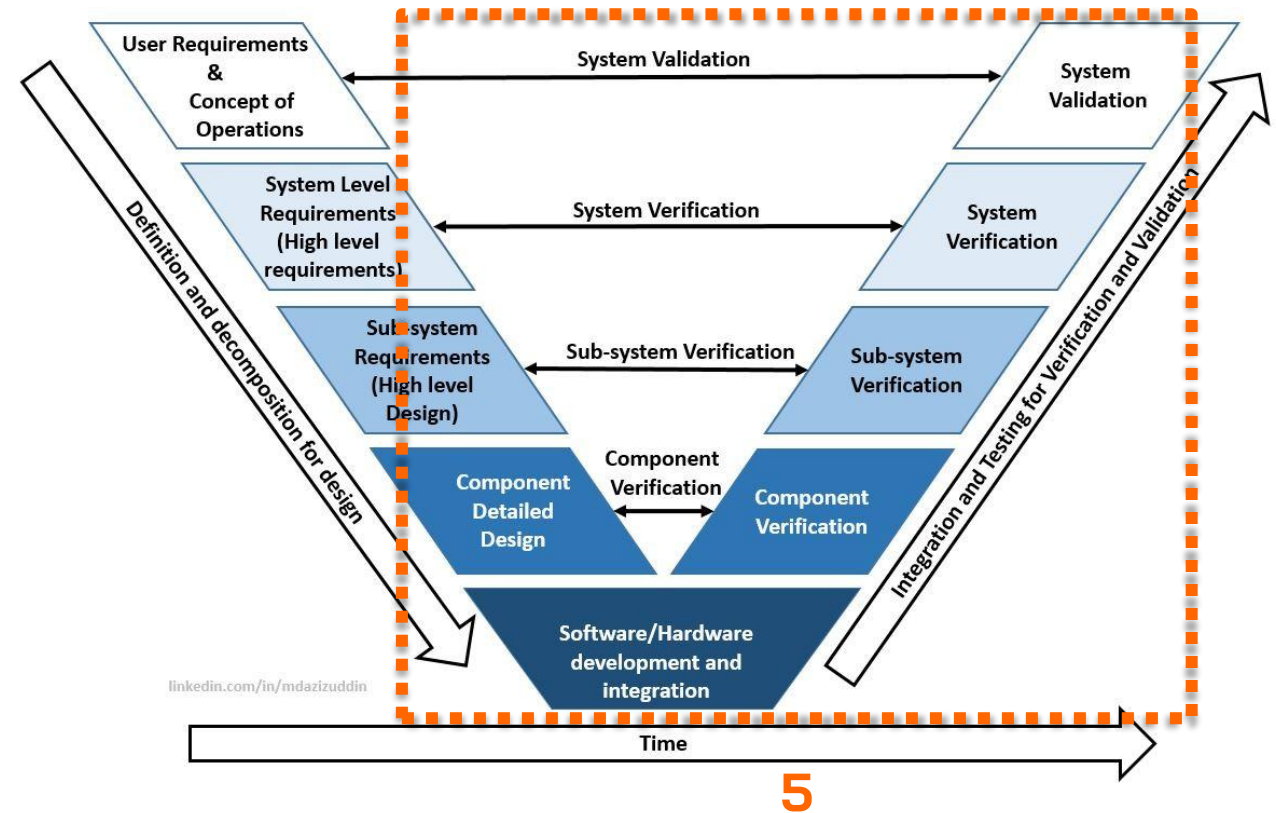 User Requirements
&
Concept of
Operations
System Validation
System
Validation
System Level
Requirements
(High level
requirements)
System Verification
System
Verification
Sub-system
Requirements
(High level
Design)
Sub-system Verification
Sub-system
Verification
Component
Detailed
Design
Component
Verification
Component
Verification
Software/Hardware
development and
integration
Definition and decomposition for design
Integration and Testing for Verification and Validation
linkedin.com/in/mdazizuddin
Time
5